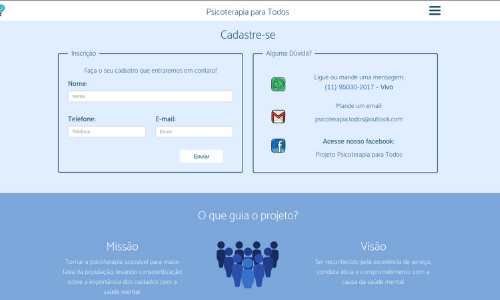 Psicoterapia para Todos
Cadastre-se
Inscrição
Faça o seu cadastro que entraremos em contato!
Nome:
Nome
Telefone:
E-mail:
Telefone
Email
Enviar
Alguma Dúvida?
Ligue ou mande uma mensagem:
(11) 95030-2017 - Vivo
Mande um email:
psicoterapia.todos@outlook.com
Acesse nosso facebook:
Projeto Psicoterapia para Todos
O que guia o projeto?
Missão
Tornar a psicoterapia acessível para maior
faixa da população, levando conscientização
sobre a importância dos cuidados com a
saúde mental
Visão
Ser reconhecido pela excelência de serviço,
conduta ética e comprometimento com a
causa da saúde mental